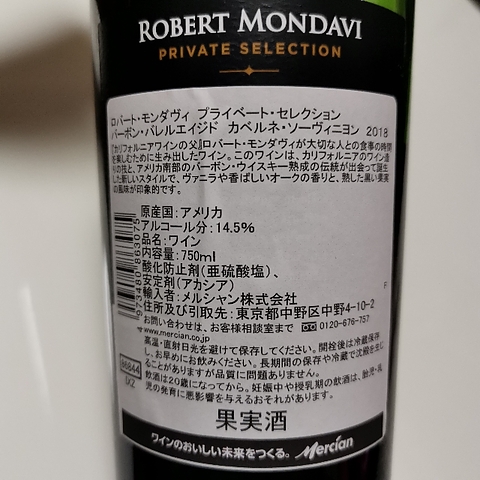 ROBERT MONDAVI
PRIVATE SELECTION
ロバート・モンダヴィ プライベート・セレクション
バーボン・バレルエイジド カベルネ・ソーヴィニヨン 2018
『カリフォルニアワインの父』ロバート・モンダヴィが大切な人との食事の時間
を楽しむために生み出したワイン。このワインは、カリフォルニアのワイン造
りの技と、アメリカ南部のバーボン・ウイスキー熟成の伝統が出会って誕生
した新しいスタイルで、ヴァニラや香ばしいオークの香りと、熟した黒い果実
の風味が印象的です。
原産国：アメリカ
アルコール分：14.5%
品名：ワイン
内容量：750ml
酸化防止剤(亜硫酸塩)、
安定剤(アカシア)
輸入者：メルシャン株式会社
住所及び引取先：東京都中野区中野4-10-2
お問い合わせは、お客様相談室まで 0120-676-757
www.mercian.co.jp
高温・直射日光を避けて保存してください。開栓後は冷蔵保存
し、お早めにお飲みください。長期間の保存や冷蔵で沈殿を生じ
ることがありますが品質に問題ありません。
飲酒は20歳になってから。妊娠中や授乳期の飲酒は、胎児・乳
児の発育に悪影響を与えるおそれがあります。
果実酒
4 973480 863075
86844
F
ワインのおいしい未来をつくる。 Mercian